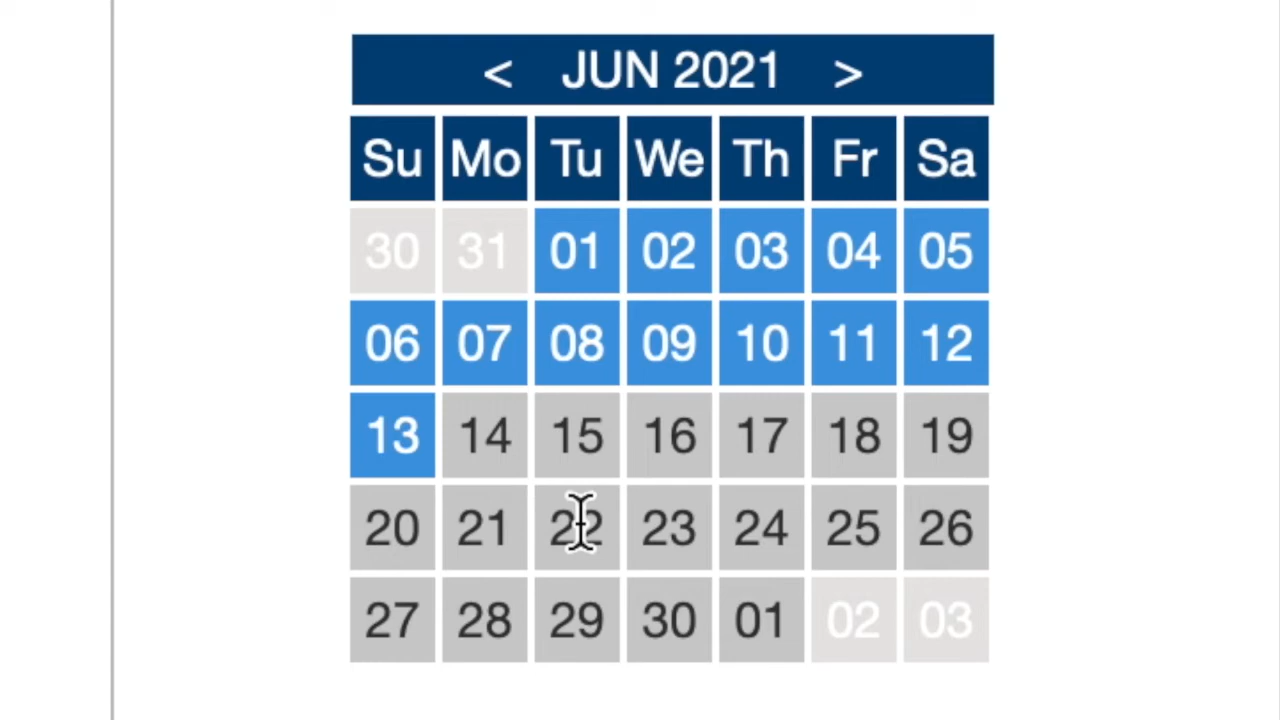 < JUN 2021 >
Su Mo Tu We Th Fr Sa
30 31 01 02 03 04 05
06 07 08 09 10 11 12
13 14 15 16 17 18 19
20 21 22 23 24 25 26
27 28 29 30 01 02 03